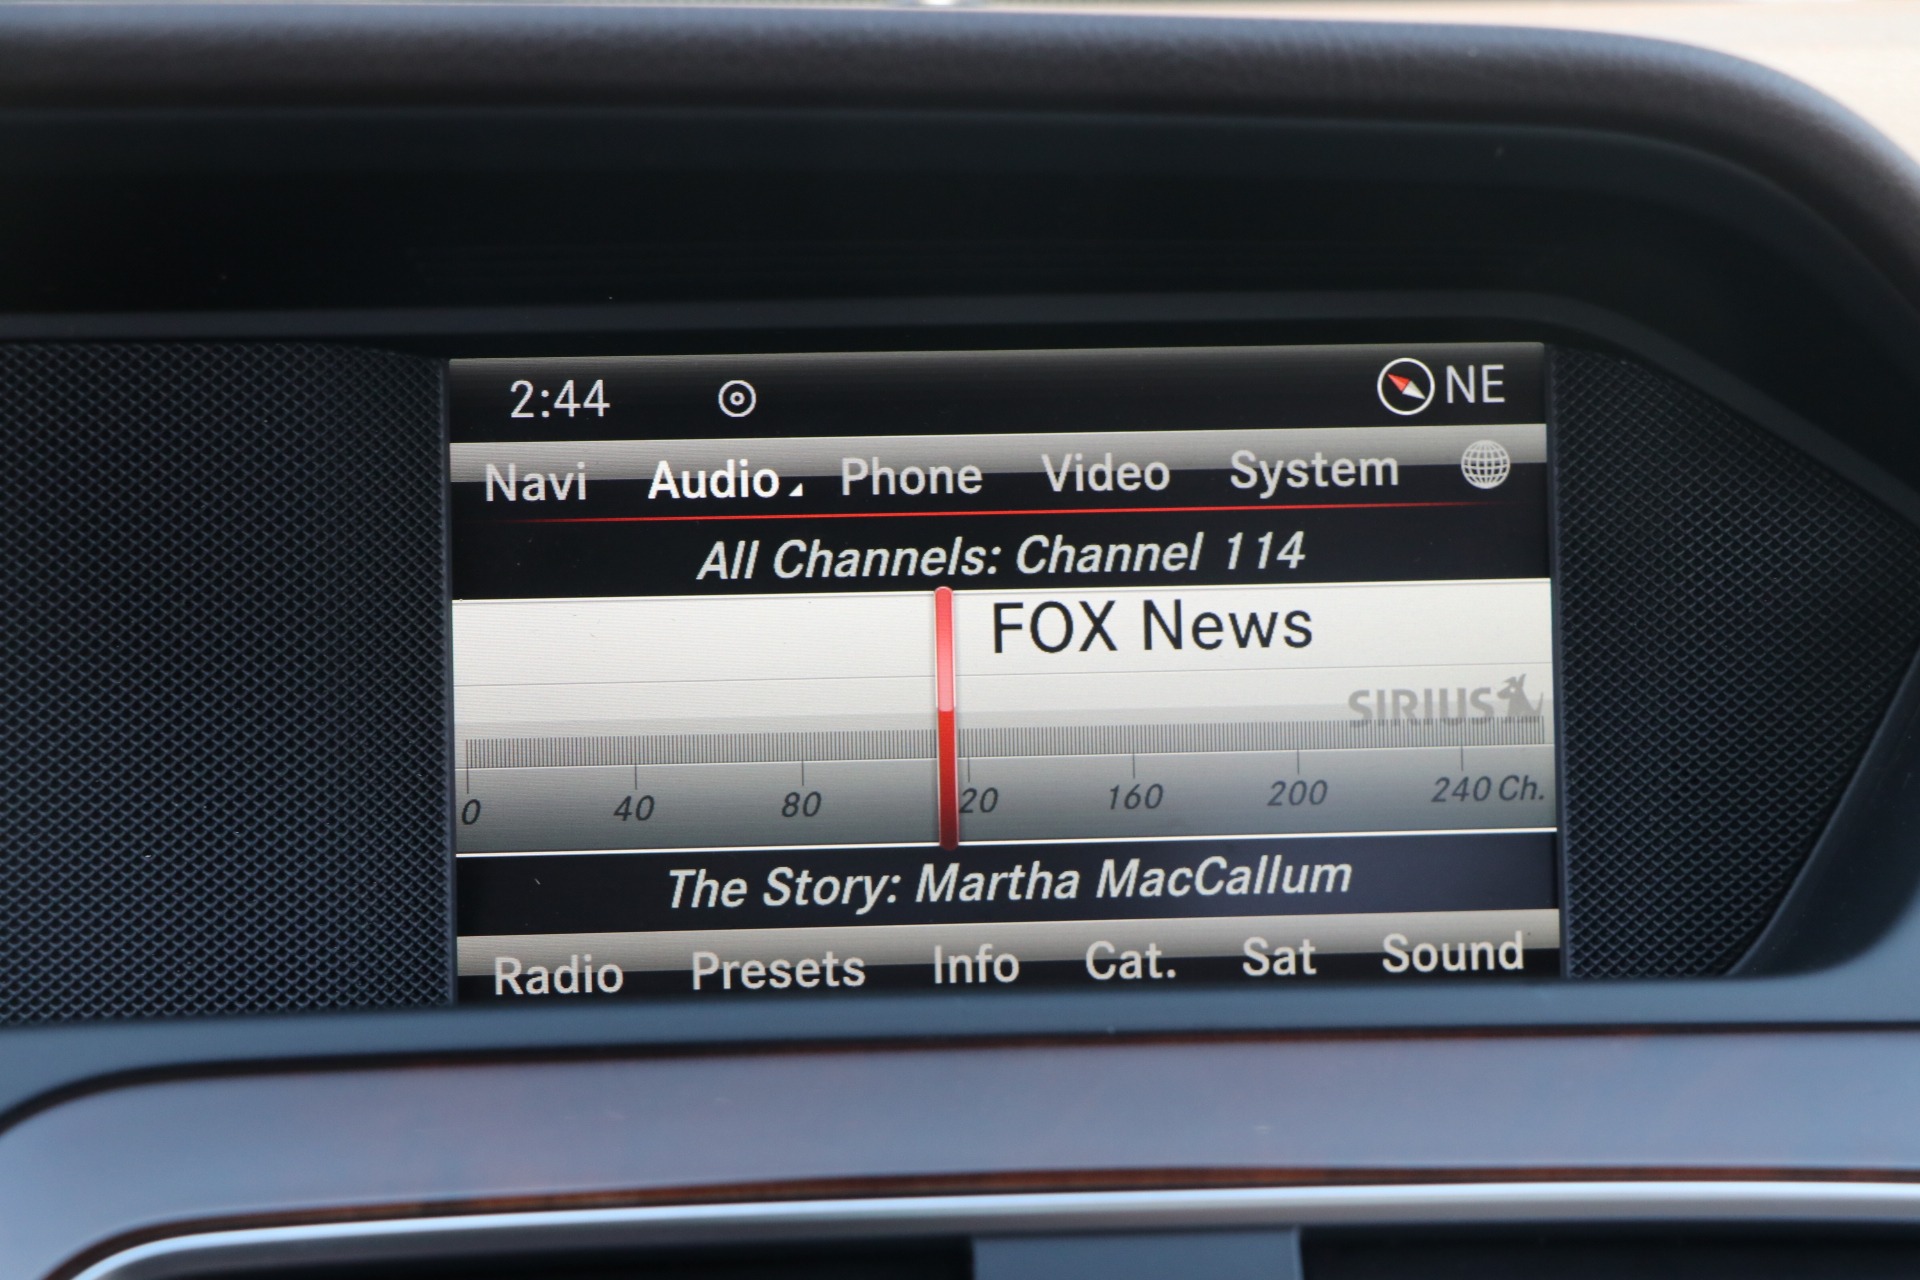 2:44 NE
Navi Audio Phone Video System
All Channels: Channel 114
FOX News
SIRIUS
0 40 80 20 160 200 240 Ch.
The Story: Martha MacCallum
Radio Presets Info Cat. Sat Sound